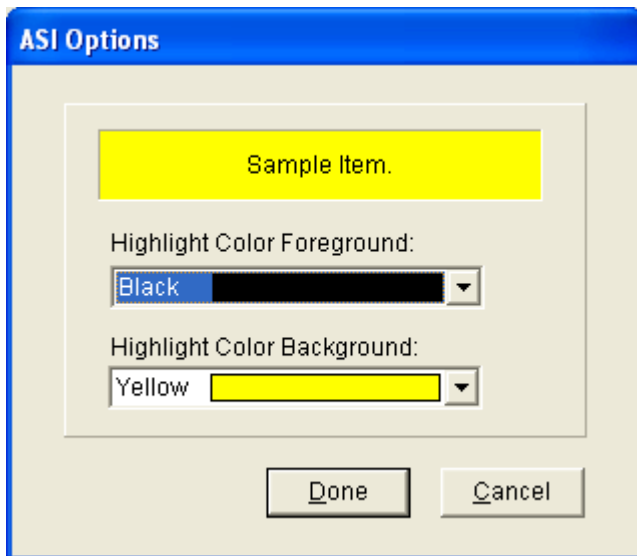 ASI Options
Sample Item.
Highlight Color Foreground:
Black
Highlight Color Background:
Yellow
Done Cancel